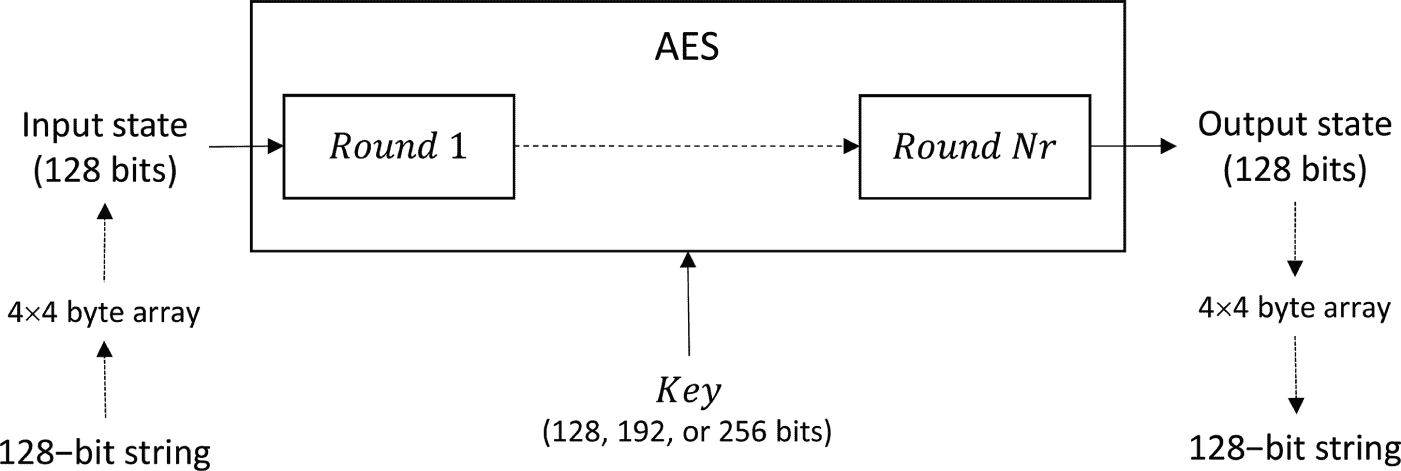 AES
Input state
(128 bits)
Round 1
Round Nr
Output state
(128 bits)
4×4 byte array
4×4 byte array
Key
(128, 192, or 256 bits)
128−bit string
128−bit string